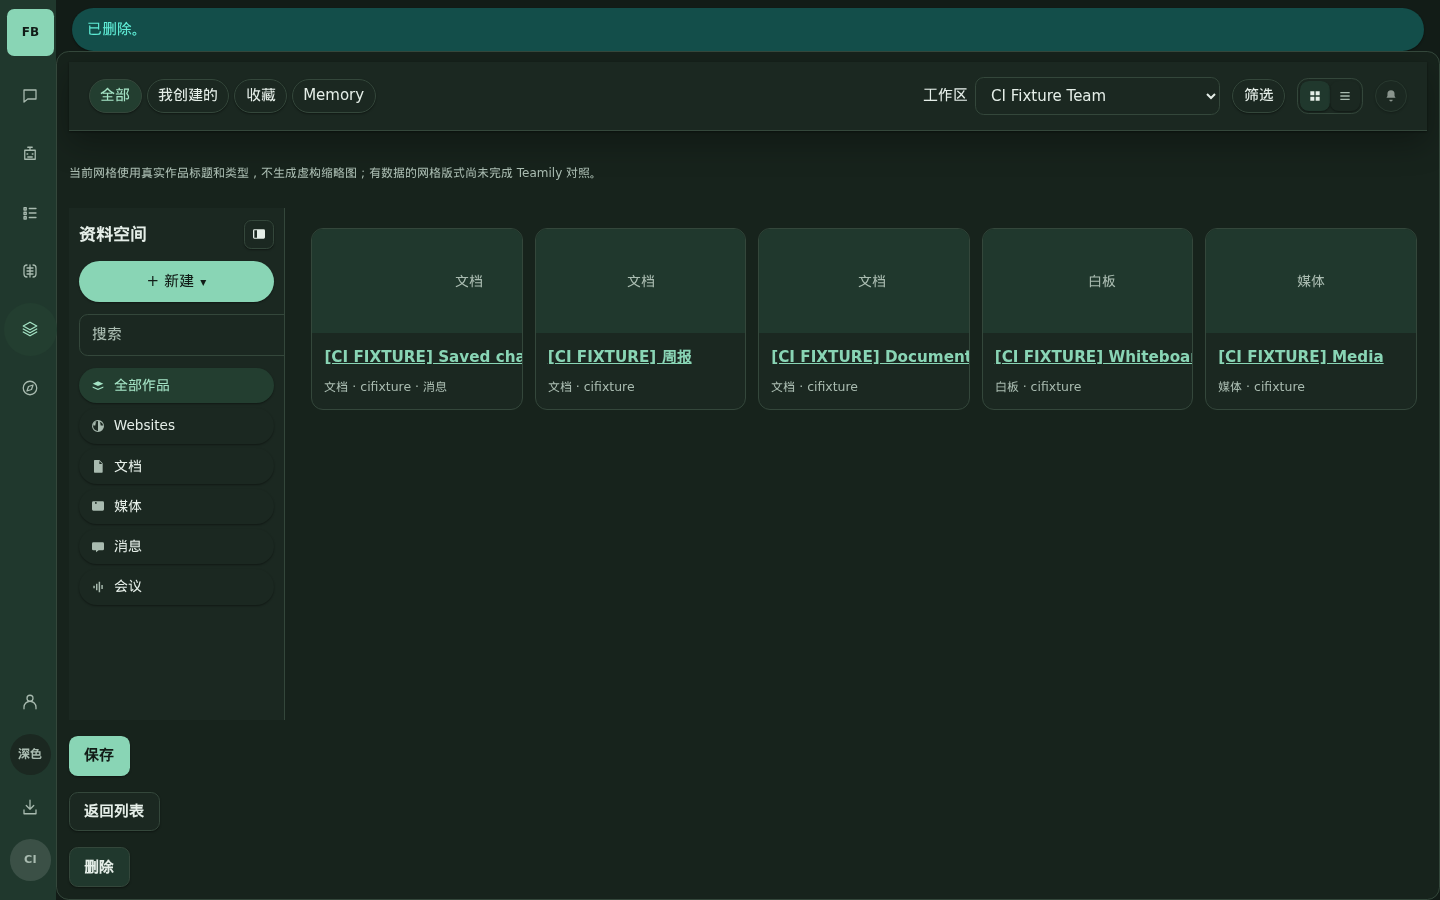 FB
已删除。
全部
我创建的
收藏
Memory
工作区
CI Fixture Team
筛选
当前网格使用真实作品标题和类型，不生成虚构缩略图；有数据的网格版式尚未完成 Teamily 对照。
资料空间
+ 新建 ▾
搜索
全部作品
Websites
文档
媒体
消息
会议
文档
[CI FIXTURE] Saved cha
文档 · cifixture · 消息
文档
[CI FIXTURE] 周报
文档 · cifixture
文档
[CI FIXTURE] Document
文档 · cifixture
白板
[CI FIXTURE] Whiteboar
白板 · cifixture
媒体
[CI FIXTURE] Media
媒体 · cifixture
保存
返回列表
删除
深色
CI